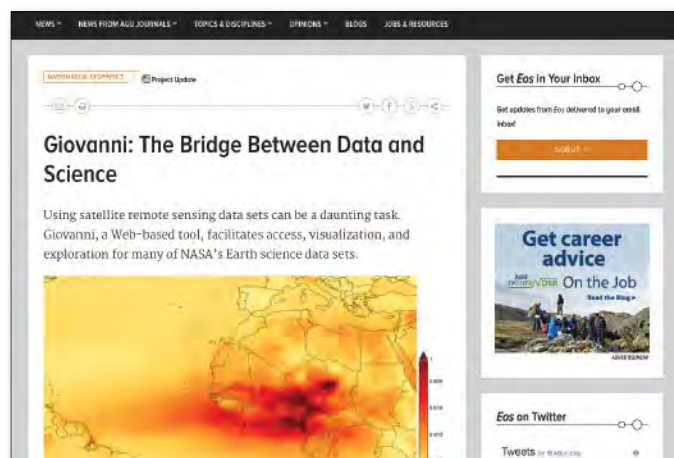 NEWS
NEWS FROM AGU JOURNALS
TOPICS & DISCIPLINES
OPINIONS
BLOGS
JOBS & RESOURCES
Project Update
Giovanni: The Bridge Between Data and
Science
Using satellite remote sensing data sets can be a daunting task.
Giovanni, a Web-based tool, facilitates access, visualization, and
exploration for many of NASA's Earth science data sets.
Get Eos in Your Inbox
Get updates from Eos delivered to your email
inbox!
SIGN UP
Get career
advice
On the Job
Read the Blog
ADVERTISEMENT
Eos on Twitter
Tweets